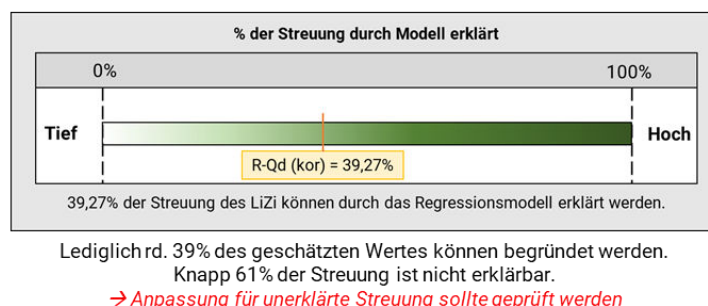 % der Streuung durch Modell erklärt
0% 100%
Tief Hoch
R-Qd (kor) = 39,27%
39,27% der Streuung des LiZi können durch das Regressionsmodell erklärt werden.
Lediglich rd. 39% des geschätzten Wertes können begründet werden.
Knapp 61% der Streuung ist nicht erklärbar.
→ Anpassung für unerklärte Streuung sollte geprüft werden